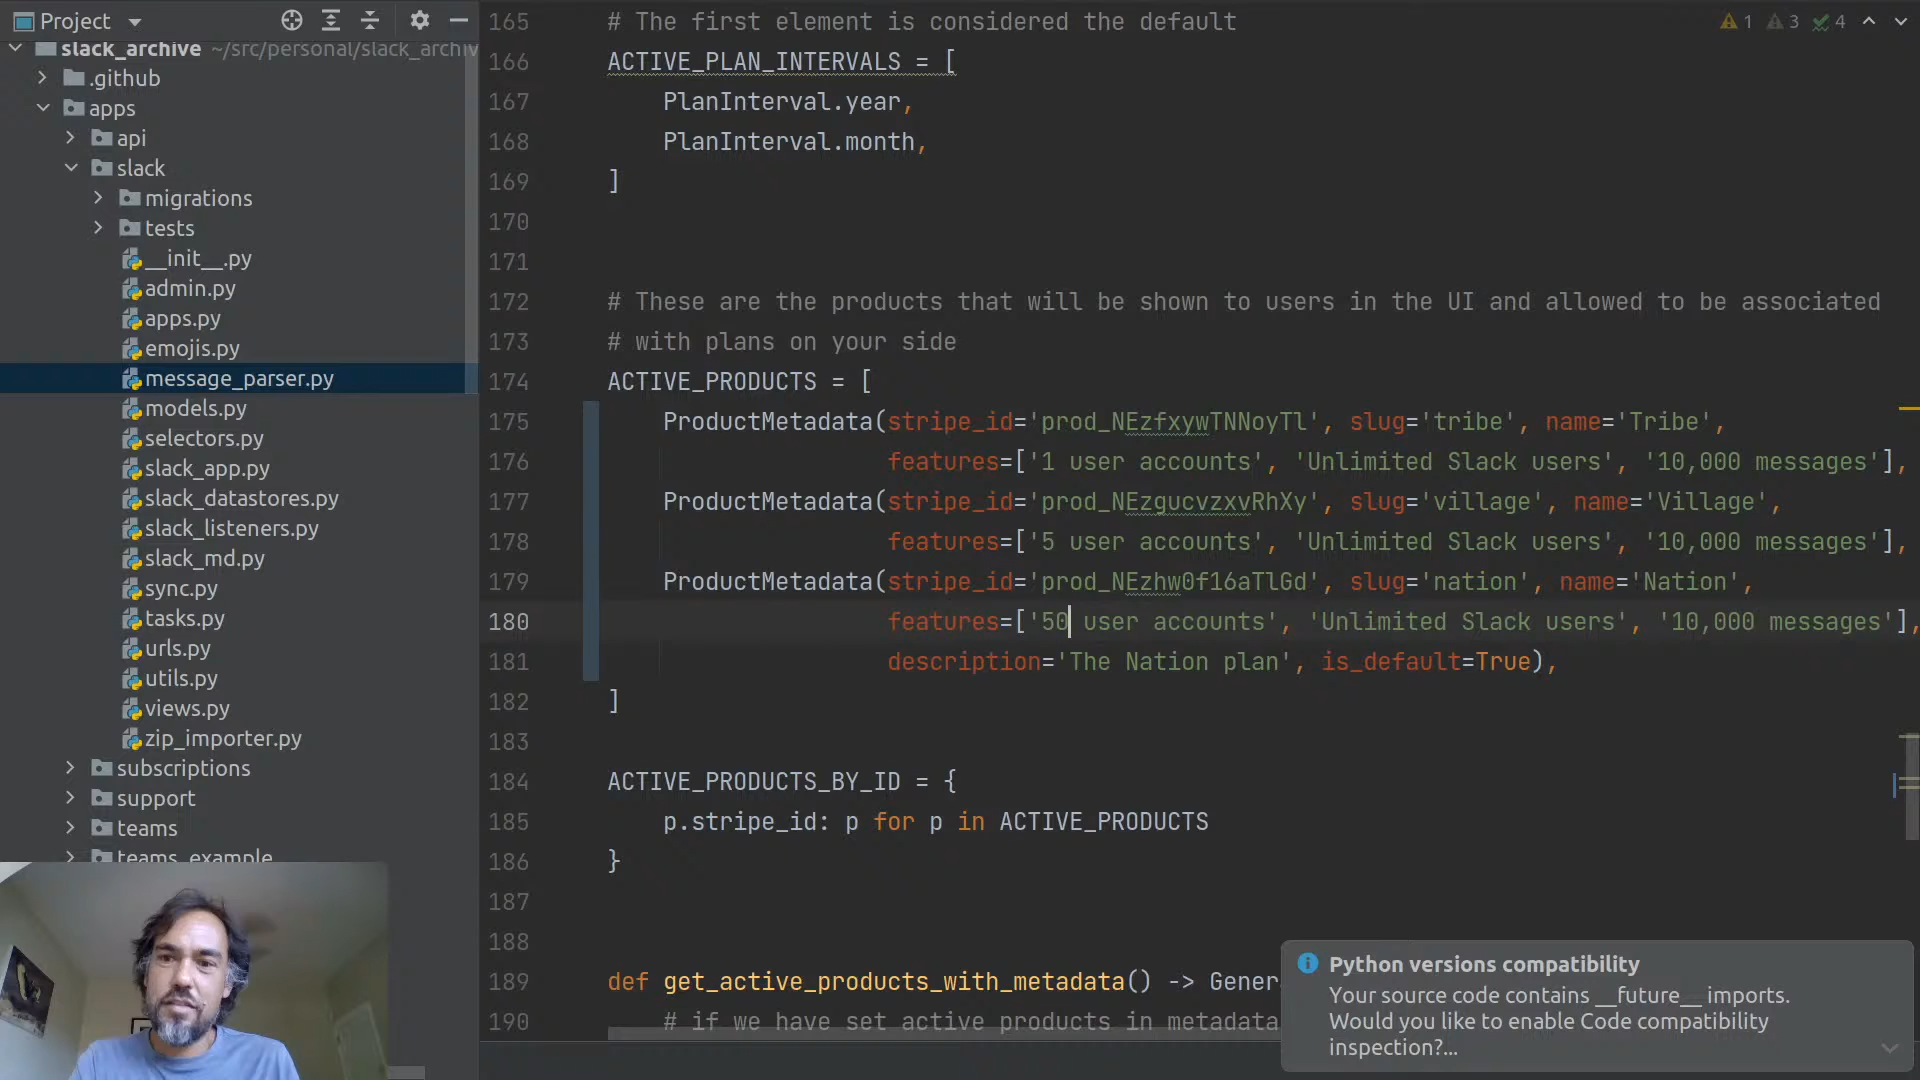 Project
slack_archive ~/src/personal/slack_archiv
.github
apps
api
slack
migrations
tests
__init__.py
admin.py
apps.py
emojis.py
message_parser.py
models.py
selectors.py
slack_app.py
slack_datastores.py
slack_listeners.py
slack_md.py
sync.py
tasks.py
urls.py
utils.py
views.py
zip_importer.py
subscriptions
support
teams
teams_example
1 3 4
165 # The first element is considered the default
166 ACTIVE_PLAN_INTERVALS = [
167 PlanInterval.year,
168 PlanInterval.month,
169 ]
170
171
172 # These are the products that will be shown to users in the UI and allowed to be associated
173 # with plans on your side
174 ACTIVE_PRODUCTS = [
175 ProductMetadata(stripe_id='prod_NEzfxywTNNoyTl', slug='tribe', name='Tribe',
176 features=['1 user accounts', 'Unlimited Slack users', '10,000 messages'],
177 ProductMetadata(stripe_id='prod_NEzgucvzxvRhXy', slug='village', name='Village',
178 features=['5 user accounts', 'Unlimited Slack users', '10,000 messages'],
179 ProductMetadata(stripe_id='prod_NEzhw0f16aTlGd', slug='nation', name='Nation',
180 features=['50 user accounts', 'Unlimited Slack users', '10,000 messages'],
181 description='The Nation plan', is_default=True),
182 ]
183
184 ACTIVE_PRODUCTS_BY_ID = {
185 p.stripe_id: p for p in ACTIVE_PRODUCTS
186 }
187
188
189 def get_active_products_with_metadata() -> Gener
190 # if we have set active products in metadata
Python versions compatibility
Your source code contains __future__ imports.
Would you like to enable Code compatibility
inspection?...